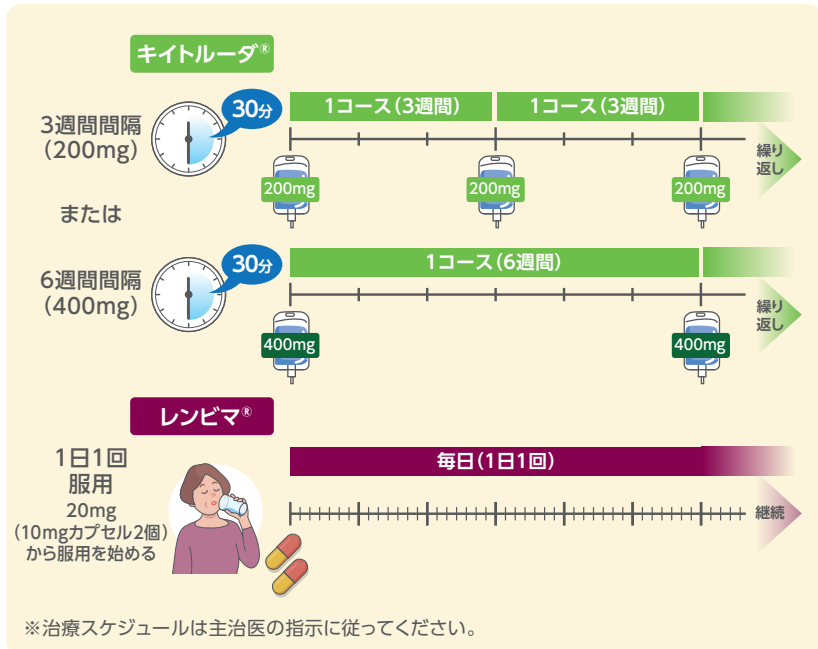 キイトルーダ®
3週間間隔
(200mg)
30分
1コース(3週間)
1コース(3週間)
200mg
200mg
200mg
繰り
返し
または
6週間間隔
(400mg)
30分
1コース(6週間)
400mg
400mg
繰り
返し
レンビマ®
1日1回
服用
20mg
(10mgカプセル2個)
から服用を始める
毎日(1日1回)
継続
※治療スケジュールは主治医の指示に従ってください。